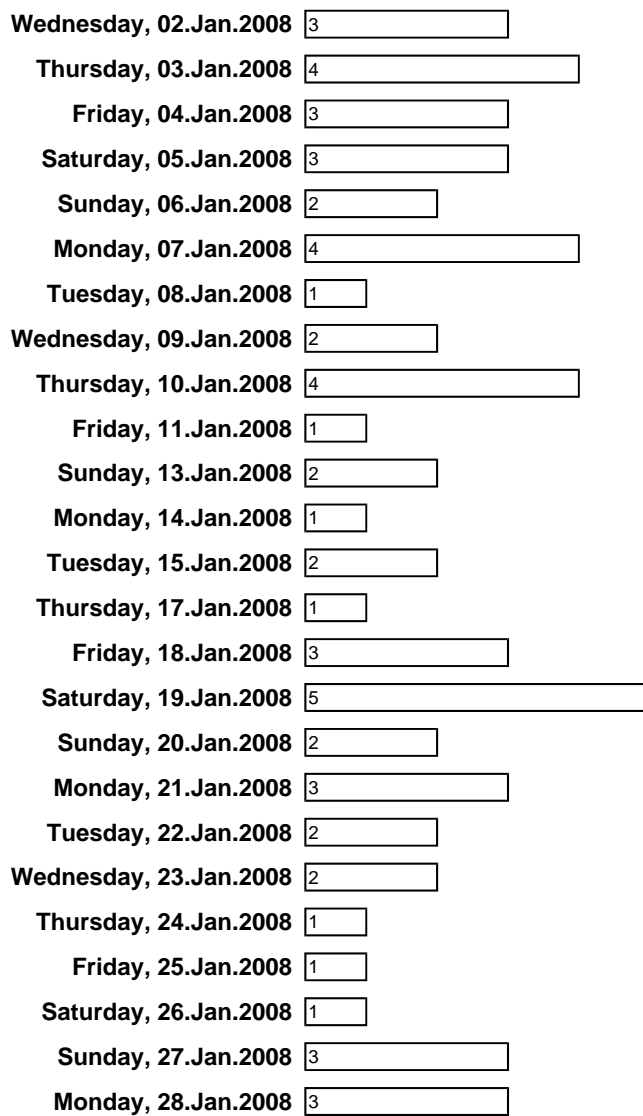 Wednesday, 02.Jan.2008 3
Thursday, 03.Jan.2008 4
Friday, 04.Jan.2008 3
Saturday, 05.Jan.2008 3
Sunday, 06.Jan.2008 2
Monday, 07.Jan.2008 4
Tuesday, 08.Jan.2008 1
Wednesday, 09.Jan.2008 2
Thursday, 10.Jan.2008 4
Friday, 11.Jan.2008 1
Sunday, 13.Jan.2008 2
Monday, 14.Jan.2008 1
Tuesday, 15.Jan.2008 2
Thursday, 17.Jan.2008 1
Friday, 18.Jan.2008 3
Saturday, 19.Jan.2008 5
Sunday, 20.Jan.2008 2
Monday, 21.Jan.2008 3
Tuesday, 22.Jan.2008 2
Wednesday, 23.Jan.2008 2
Thursday, 24.Jan.2008 1
Friday, 25.Jan.2008 1
Saturday, 26.Jan.2008 1
Sunday, 27.Jan.2008 3
Monday, 28.Jan.2008 3